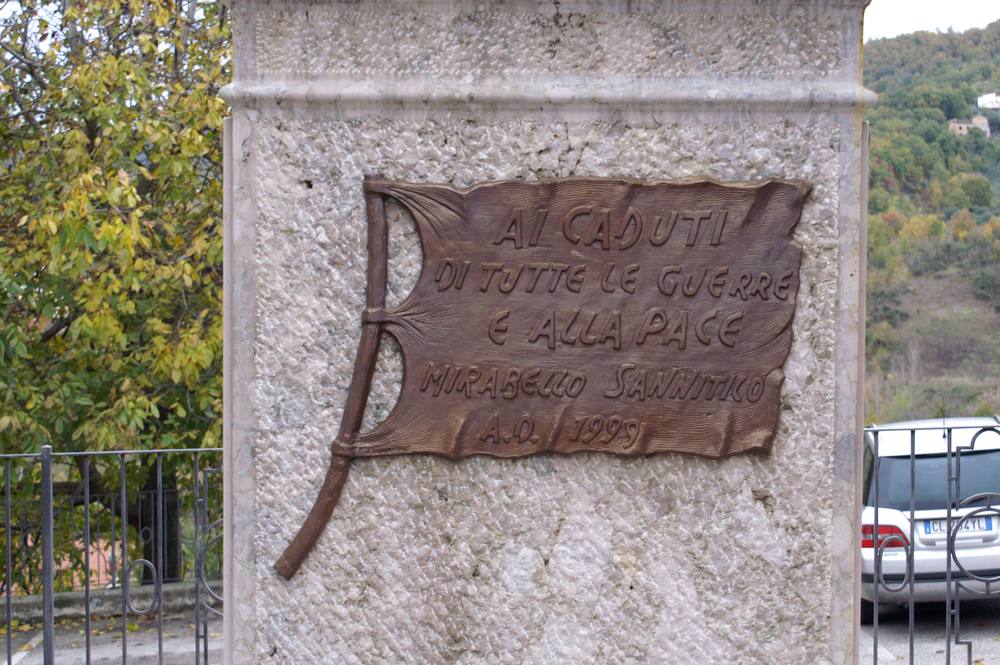 AI CADUTI
DI TUTTE LE GUERRE
E ALLA PACE
MIRABELLO SANNITICO
A.D. 1999